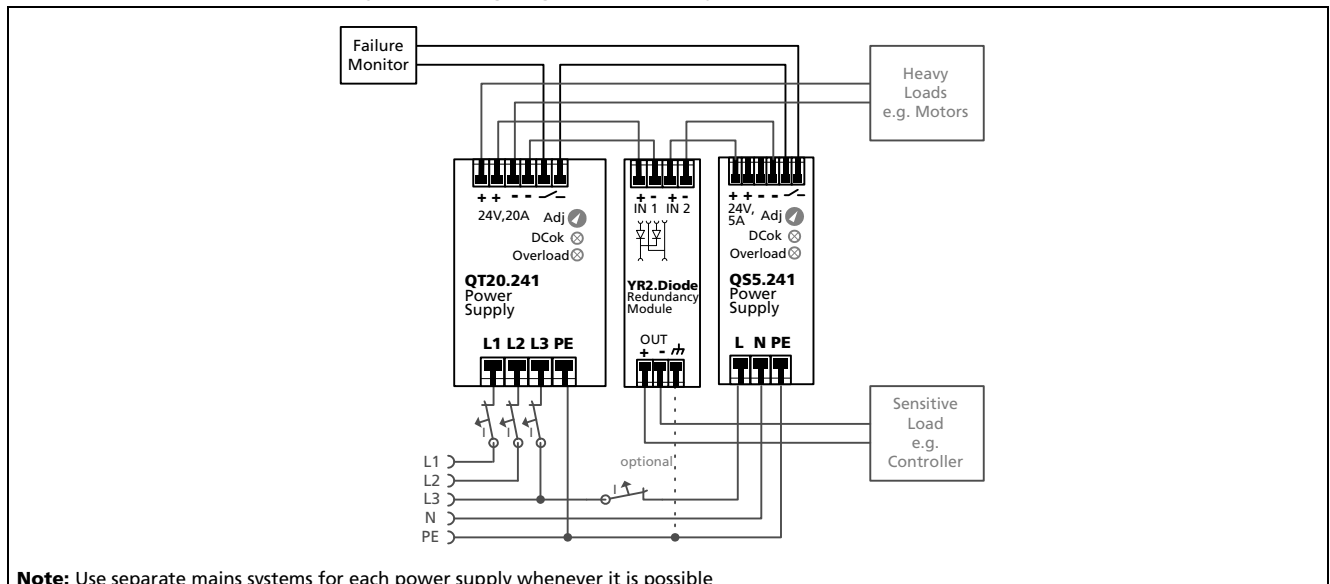 Failure
Monitor
Heavy
Loads
e.g. Motors
+ + - -
24V,20A
Adj
DCok
Overload
QT20.241
Power
Supply
L1 L2 L3 PE
+ - + -
IN 1 IN 2
YR2.Diode
Redundancy
Module
OUT
+ -
+ + - -
24V,
5A
Adj
DCok
Overload
QS5.241
Power
Supply
L N PE
I
I
I
Sensitive
Load
e.g.
Controller
optional
I
L1
L2
L3
N
PE
Note: Use separate mains systems for each power supply whenever it is possible